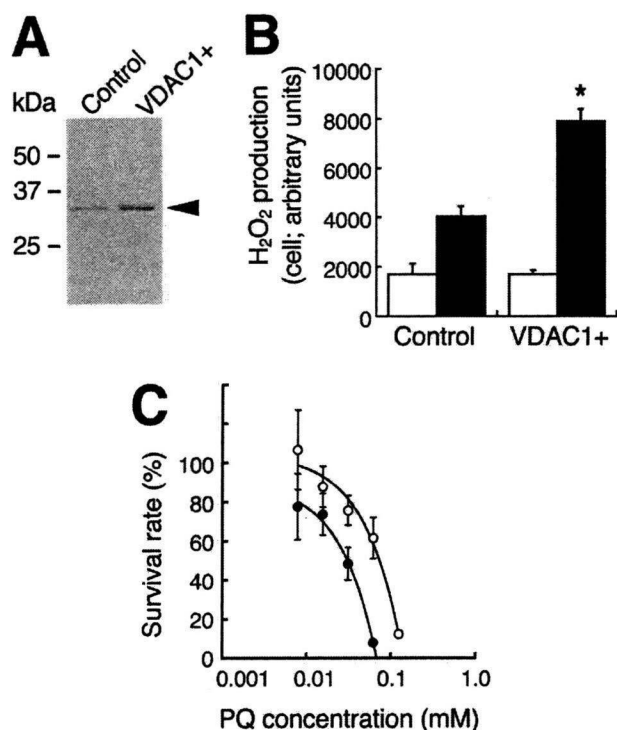 A
Control
VDAC1+
kDa
50
37
25
B
H₂O₂ production
(cell; arbitrary units)
10000
8000
6000
4000
2000
0
*
Control
VDAC1+
C
Survival rate (%)
100
80
60
40
20
0
0.001
0.01
0.1
1.0
PQ concentration (mM)